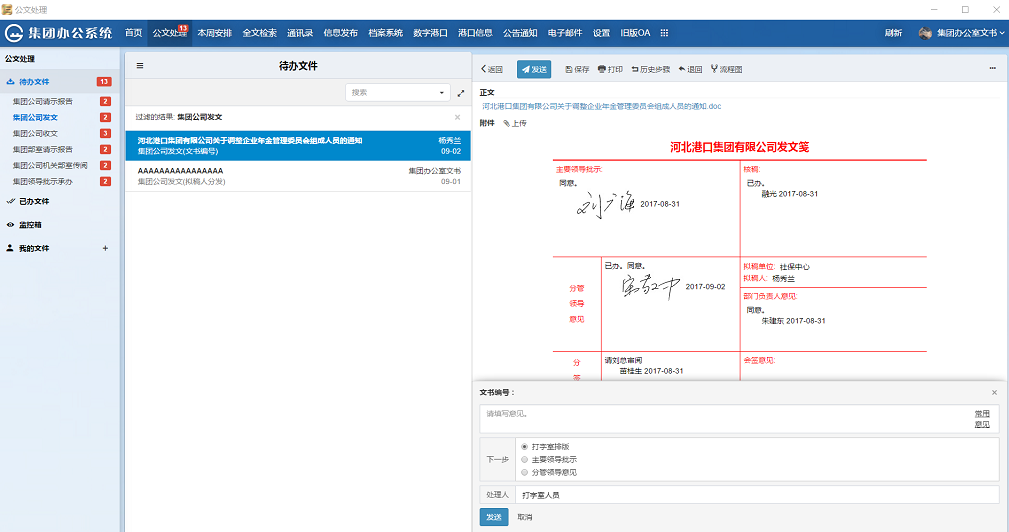 公文处理
集团办公系统 首页 公文处理 13 本周安排 全文检索 通讯录 信息发布 档案系统 数字港口 港口信息 公告通知 电子邮件 设置 旧版OA 刷新 集团办公室文书
公文处理
待办文件 13
集团公司请示报告 2
集团公司发文 2
集团公司收文 3
集团部室请示报告 2
集团公司机关部室传阅 2
集团领导批示承办 2
已办文件
监控箱
我的文件 +
待办文件
搜索
过滤的结果: 集团公司发文
河北港口集团有限公司关于调整企业年金管理委员会组成人员的通知 杨秀兰
集团公司发文(文书编号) 09-02
AAAAAAAAAAAAAAAA 集团办公室文书
集团公司发文(拟稿人分发) 09-01
返回 发送 保存 打印 历史步骤 退回 流程图
正文
河北港口集团有限公司关于调整企业年金管理委员会组成人员的通知.doc
附件 上传
河北港口集团有限公司发文笺
主要领导批示:
同意。
2017-08-31
核稿:
已办。
融光 2017-08-31
分管
领导
意见
已办。同意。
2017-09-02
拟稿单位: 社保中心
拟稿人: 杨秀兰
部门负责人意见:
同意。
朱建东 2017-08-31
分
签
请刘总审阅
苗桂生 2017-08-31
会签意见:
文书编号：
请填写意见。
常用
意见
下一步
打字室排版
主要领导批示
分管领导意见
处理人 打字室人员
发送 取消